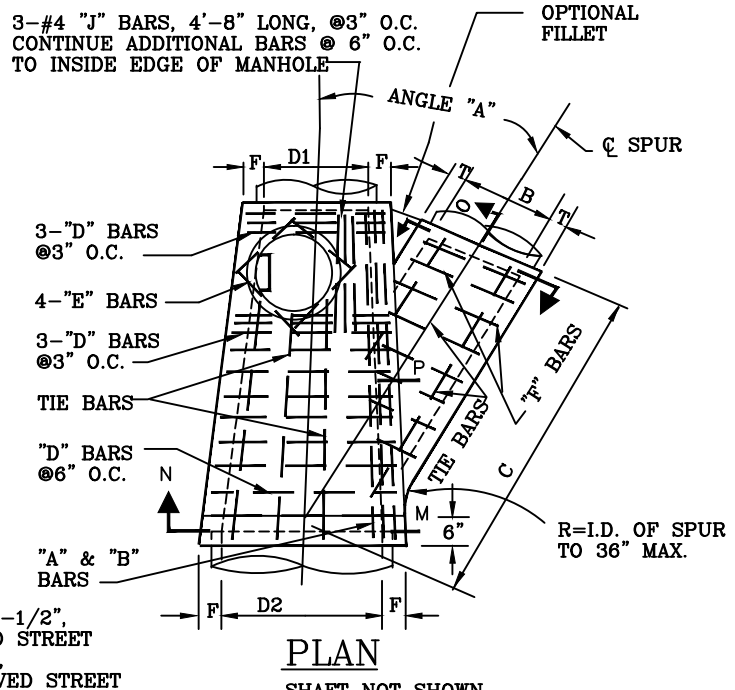 3-#4 "J" BARS, 4'-8" LONG, @3" O.C.
CONTINUE ADDITIONAL BARS @ 6" O.C.
TO INSIDE EDGE OF MANHOLE
OPTIONAL
FILLET
ANGLE "A"
℄ SPUR
F
D1
F
T
B
T
O
3-"D" BARS
@3" O.C.
4-"E" BARS
3-"D" BARS
@3" O.C.
P
TIE BARS
"F" BARS
TIE BARS
C
"D" BARS
@6" O.C.
N
M
6"
R=I.D. OF SPUR
TO 36" MAX.
"A" & "B"
BARS
F
D2
F
-1/2",
STREET
PLAN
VED STREET
SHAFT NOT SHOWN